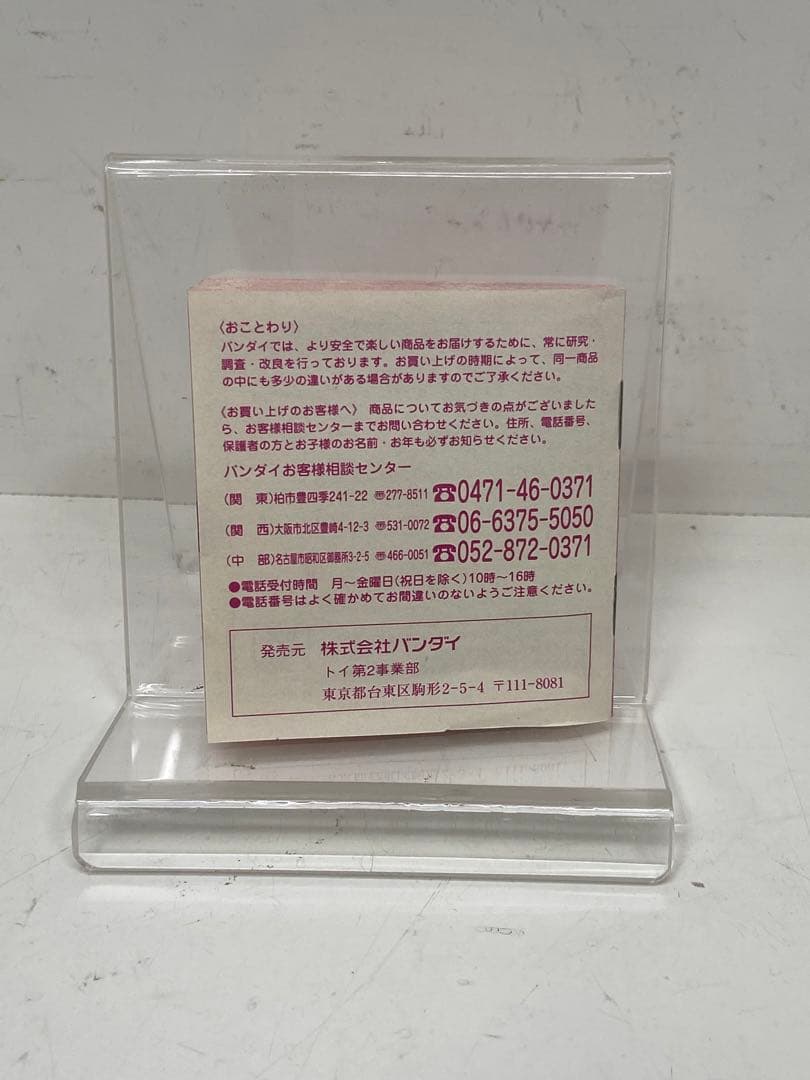 〈おことわり〉
バンダイでは、より安全で楽しい商品をお届けするために、常に研究・
調査・改良を行っております。お買い上げの時期によって、同一商品
の中にも多少の違いがある場合がありますのでご了承ください。
〈お買い上げのお客様へ〉 商品についてお気づきの点がございました
ら、お客様相談センターまでお問い合わせください。住所、電話番号、
保護者の方とお子様のお名前・お年も必ずお知らせください。
バンダイお客様相談センター
(関 東)柏市豊四季241-22 〠277-8511 ☎0471-46-0371
(関 西)大阪市北区豊崎4-12-3 〠531-0072 ☎06-6375-5050
(中 部)名古屋市昭和区御器所3-2-5 〠466-0051 ☎052-872-0371
●電話受付時間 月〜金曜日(祝日を除く)10時〜16時
●電話番号はよく確かめてお間違いのないようご注意ください。
発売元 株式会社バンダイ
トイ第2事業部
東京都台東区駒形2-5-4 〒111-8081